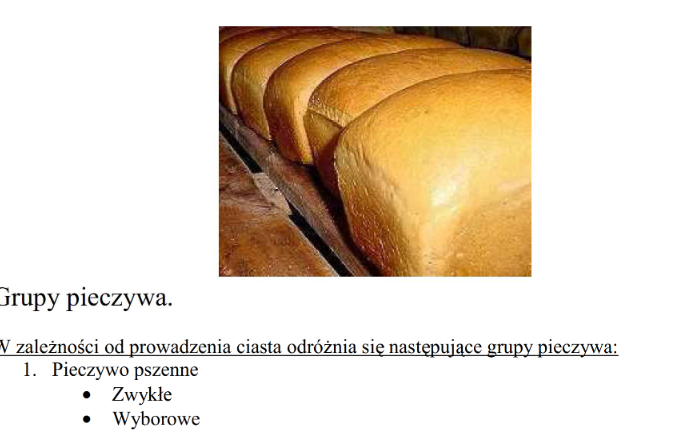 Grupy pieczywa.
W zależności od prowadzenia ciasta odróżnia się następujące grupy pieczywa:
1. Pieczywo pszenne
• Zwykłe
• Wyborowe